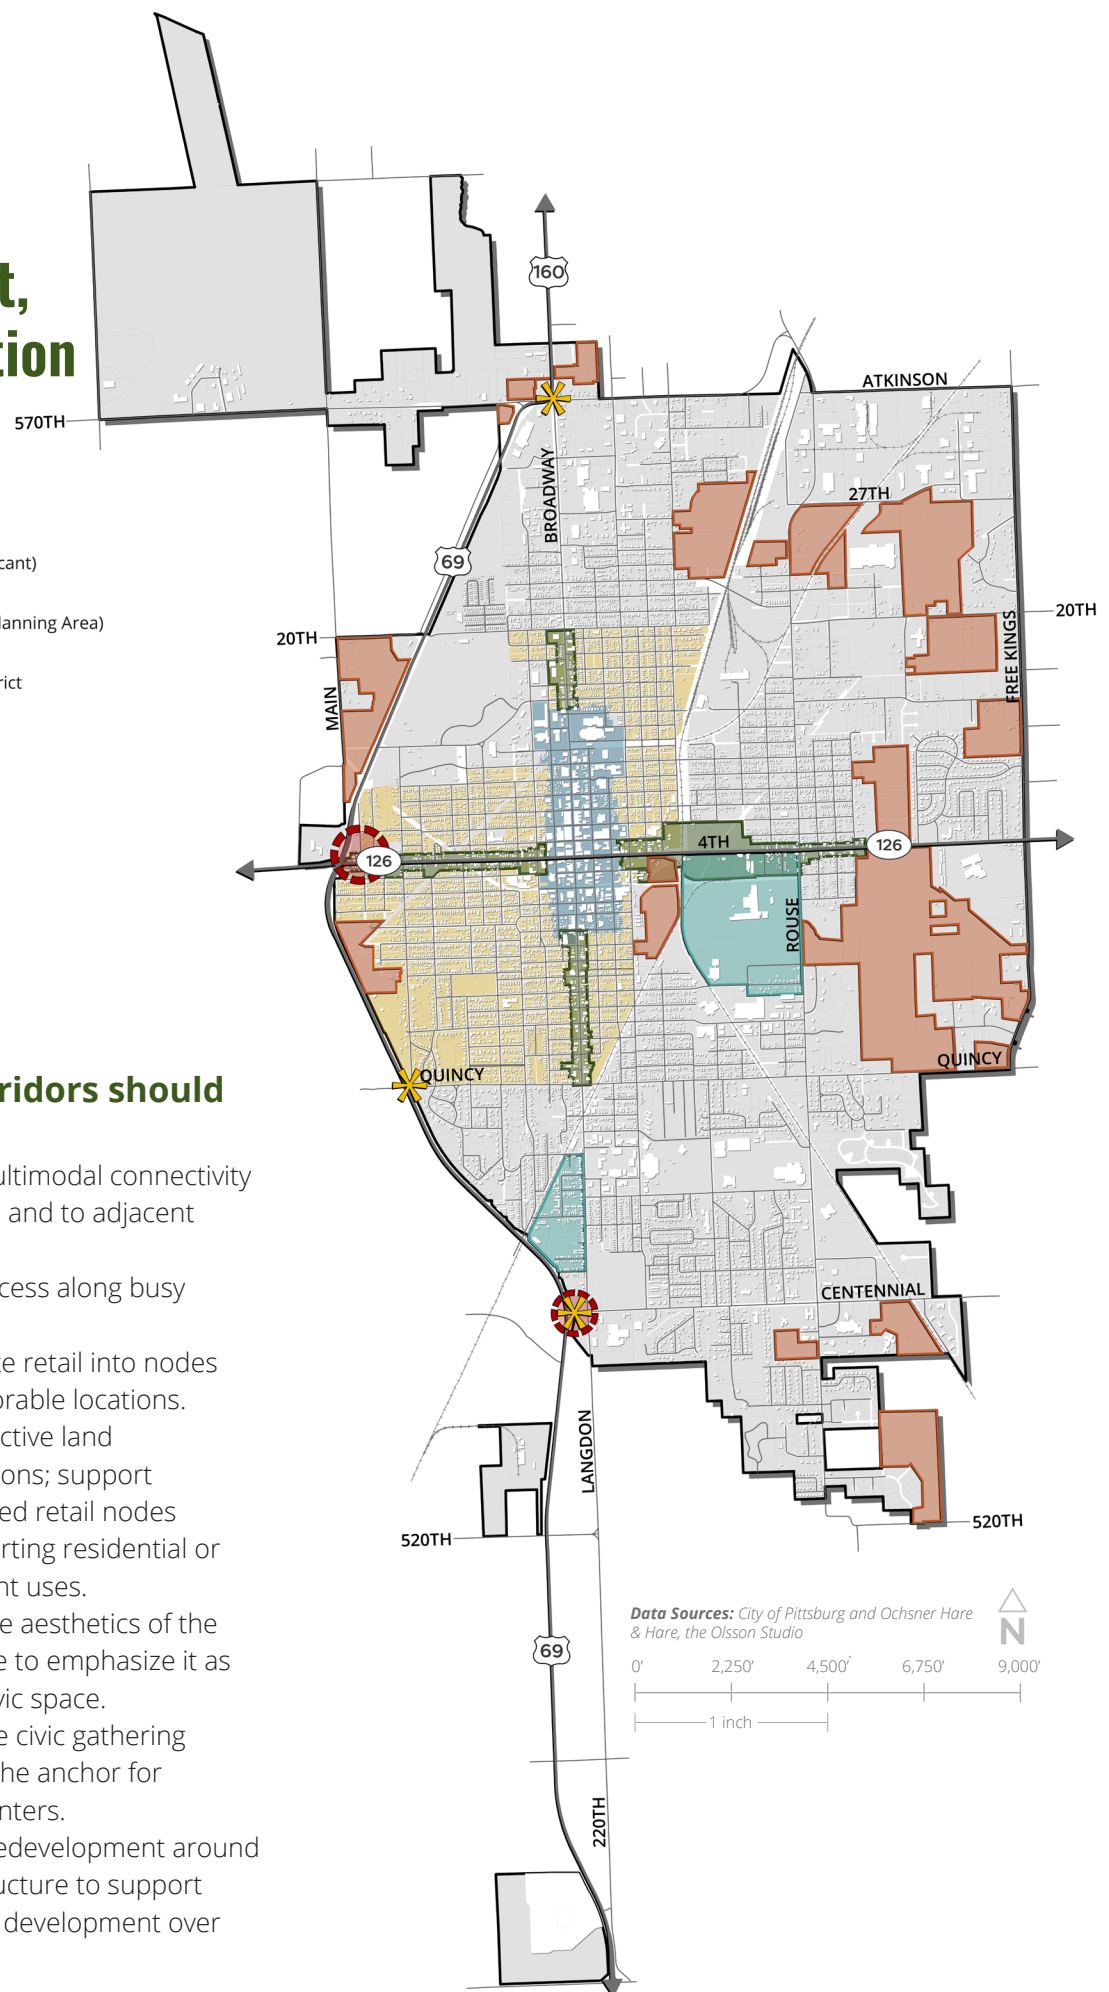 t,
tion
cant)
lanning Area)
rict
ridors should
ultimodal connectivity
and to adjacent
cess along busy
te retail into nodes
orable locations.
ctive land
ons; support
ed retail nodes
rting residential or
nt uses.
e aesthetics of the
e to emphasize it as
vic space.
e civic gathering
he anchor for
nters.
edevelopment around
ucture to support
development over
160
ATKINSON
570TH
BROADWAY
27TH
69
20TH
20TH
FREE KINGS
MAIN
4TH
126
126
ROUSE
QUINCY
QUINCY
CENTENNIAL
LANGDON
520TH
520TH
69
220TH
Data Sources: City of Pittsburg and Ochsner Hare
& Hare, the Olsson Studio
N
0' 2,250' 4,500' 6,750' 9,000'
1 inch